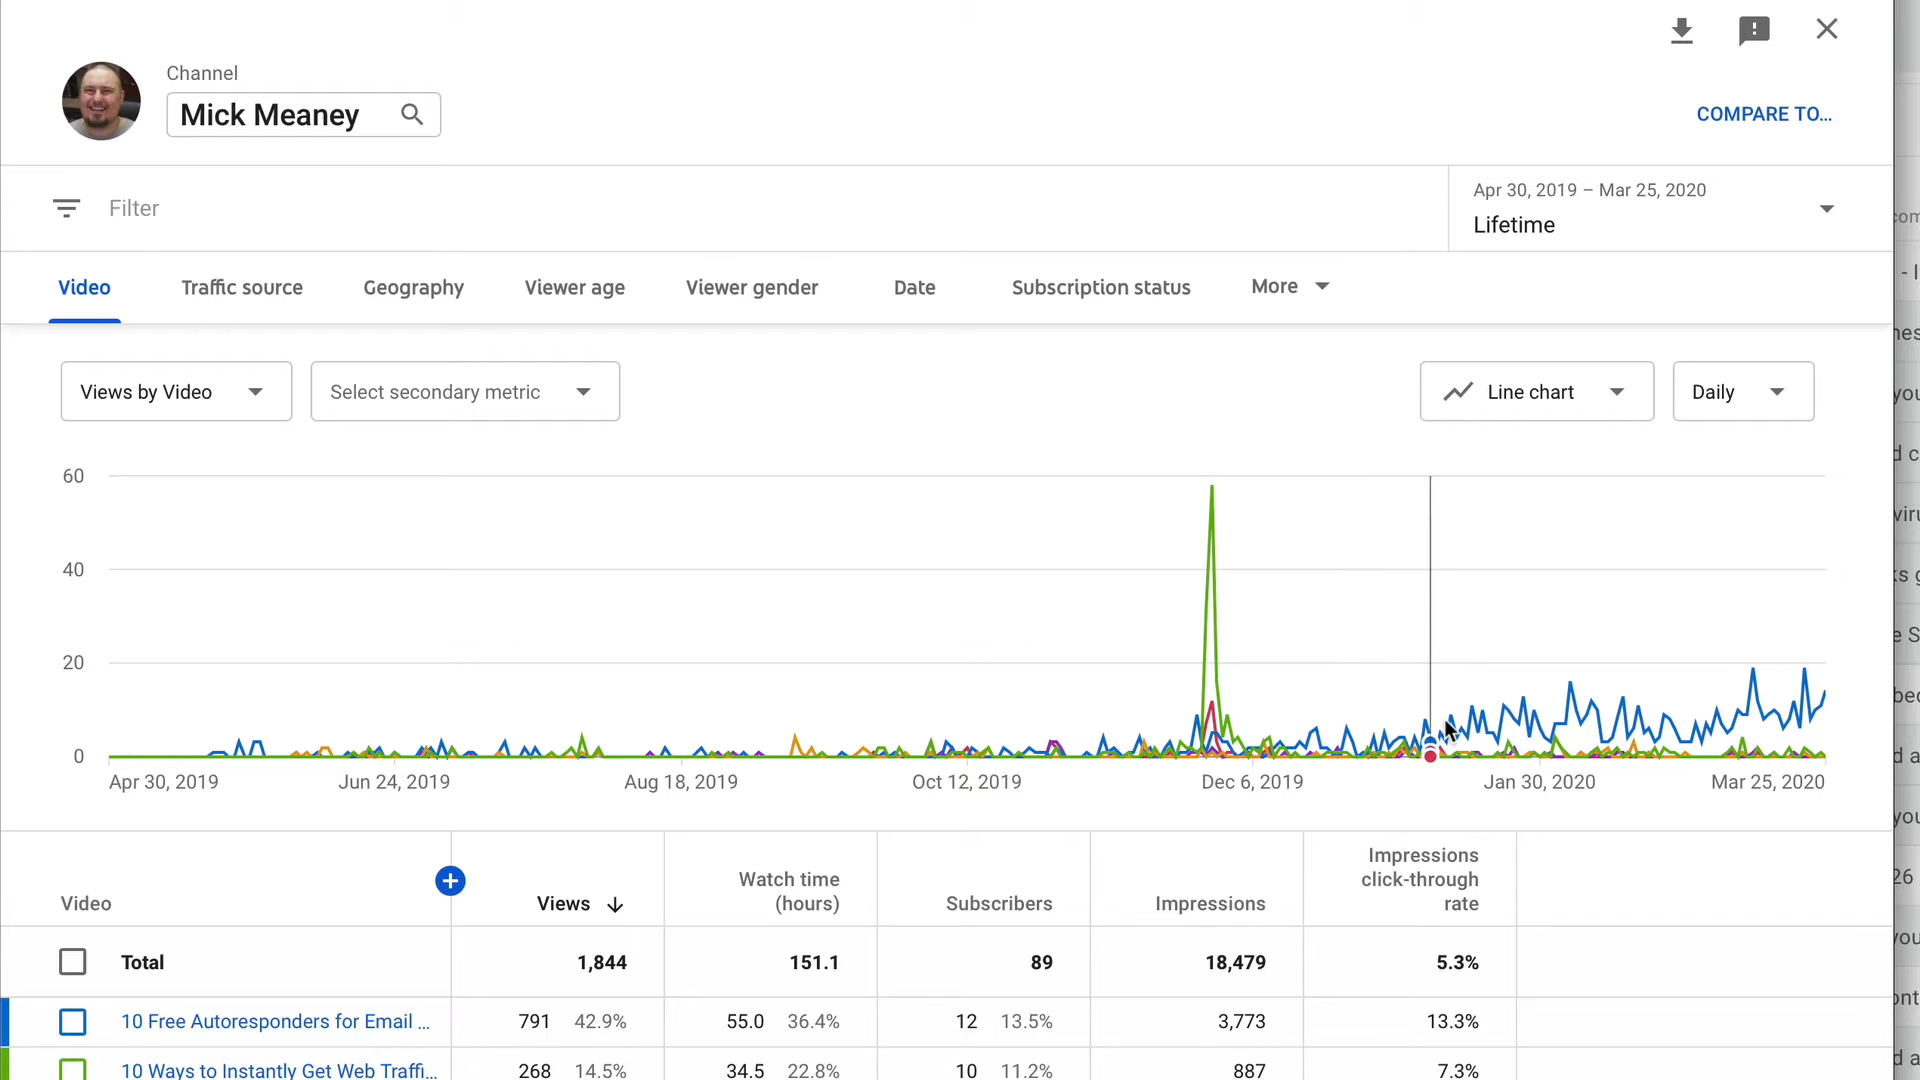 Channel
Mick Meaney
COMPARE TO...
Filter
Apr 30, 2019 – Mar 25, 2020
Lifetime
Video Traffic source Geography Viewer age Viewer gender Date Subscription status More
Views by Video Select secondary metric Line chart Daily
60
40
20
0
Apr 30, 2019 Jun 24, 2019 Aug 18, 2019 Oct 12, 2019 Dec 6, 2019 Jan 30, 2020 Mar 25, 2020
Video Views Watch time (hours) Subscribers Impressions Impressions click-through rate
Total 1,844 151.1 89 18,479 5.3%
10 Free Autoresponders for Email ... 791 42.9% 55.0 36.4% 12 13.5% 3,773 13.3%
10 Ways to Instantly Get Web Traffi... 268 14.5% 34.5 22.8% 10 11.2% 887 7.3%